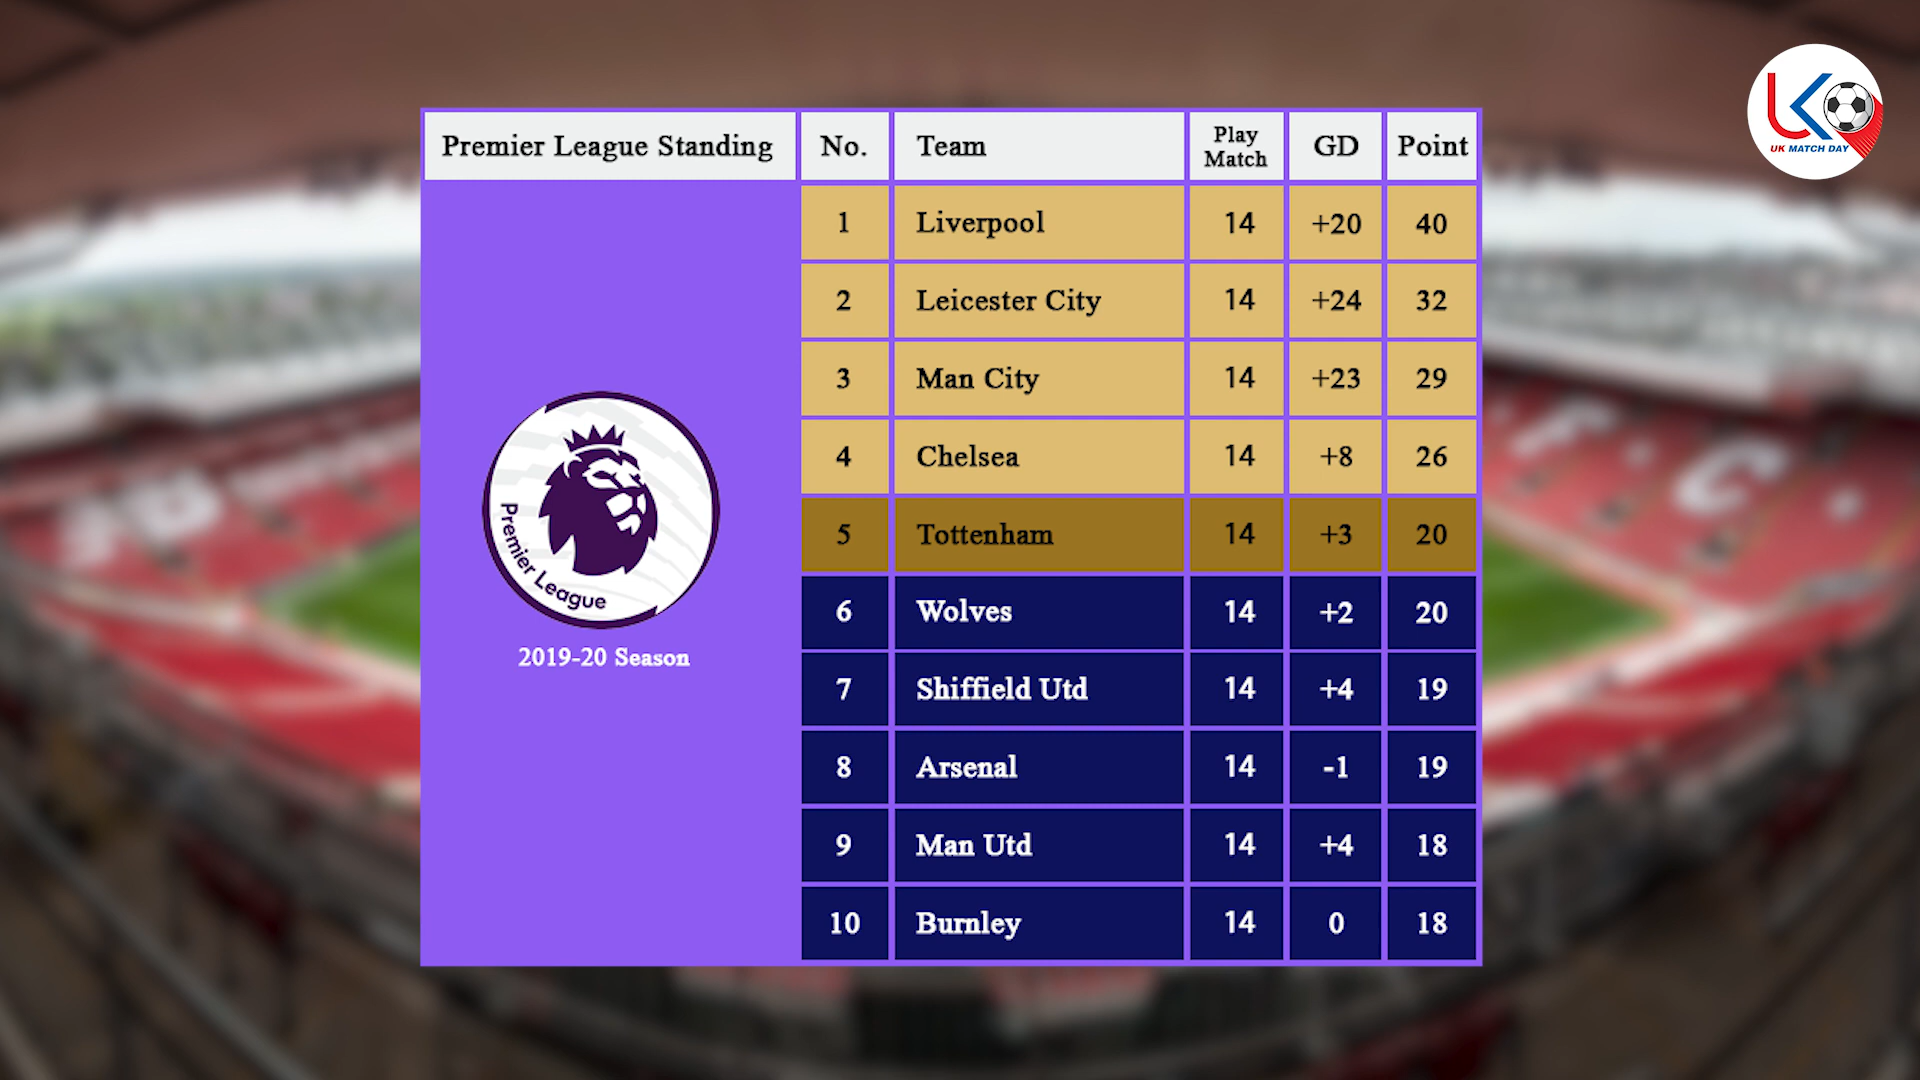 UK MATCH DAY
Premier League Standing No. Team Play Match GD Point
1 Liverpool 14 +20 40
2 Leicester City 14 +24 32
3 Man City 14 +23 29
4 Chelsea 14 +8 26
5 Tottenham 14 +3 20
6 Wolves 14 +2 20
7 Shiffield Utd 14 +4 19
8 Arsenal 14 -1 19
9 Man Utd 14 +4 18
10 Burnley 14 0 18
Premier League
2019-20 Season